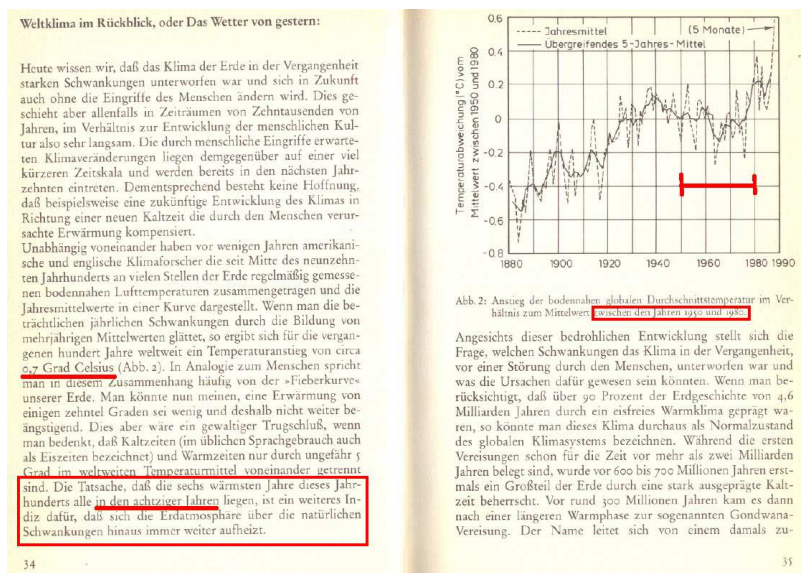 Weltklima im Rückblick, oder Das Wetter von gestern:
Heute wissen wir, daß das Klima der Erde in der Vergangenheit
starken Schwankungen unterworfen war und sich in Zukunft
auch ohne die Eingriffe des Menschen ändern wird. Dies ge-
schieht aber allenfalls in Zeiträumen von Zehntausenden von
Jahren, im Verhältnis zur Entwicklung der menschlichen Kul-
tur also sehr langsam. Die durch menschliche Eingriffe erwarte-
ten Klimaveränderungen liegen demgegenüber auf einer viel
kürzeren Zeitskala und werden bereits in den nächsten Jahr-
zehnten eintreten. Dementsprechend besteht keine Hoffnung,
daß beispielsweise eine zukünftige Entwicklung des Klimas in
Richtung einer neuen Kaltzeit die durch den Menschen verur-
sachte Erwärmung kompensiert.
Unabhängig voneinander haben vor wenigen Jahren amerikani-
sche und englische Klimaforscher die seit Mitte des neunzehn-
ten Jahrhunderts an vielen Stellen der Erde regelmäßig gemesse-
nen bodennahen Lufttemperaturen zusammengetragen und die
Jahresmittelwerte in einer Kurve dargestellt. Wenn man die be-
trächtlichen jährlichen Schwankungen durch die Bildung von
mehrjährigen Mittelwerten glättet, so ergibt sich für die vergan-
genen hundert Jahre weltweit ein Temperaturanstieg von circa
0,7 Grad Celsius (Abb. 2). In Analogie zum Menschen spricht
man in diesem Zusammenhang häufig von der »Fieberkurve«
unserer Erde. Man könnte nun meinen, eine Erwärmung von
einigen zehntel Graden sei wenig und deshalb nicht weiter be-
ängstigend. Dies aber wäre ein gewaltiger Trugschluß, wenn
man bedenkt, daß Kaltzeiten (im üblichen Sprachgebrauch auch
als Eiszeiten bezeichnet) und Warmzeiten nur durch ungefähr 5
Grad im weltweiten Temperaturmittel voneinander getrennt
sind. Die Tatsache, daß die sechs wärmsten Jahre dieses Jahr-
hunderts alle in den achtziger Jahren liegen, ist ein weiteres In-
diz dafür, daß sich die Erdatmosphäre über die natürlichen
Schwankungen hinaus immer weiter aufheizt.
34
Temperaturabweichung (°C) vom
Mittelwert zwischen 1950 und 1980
0.6
0.4
0.2
0
-0.2
-0.4
-0.6
-0.8
Jahresmittel
(5 Monate)
Übergreifendes 5-Jahres-Mittel
1880 1900 1920 1940 1960 1980 1990
Abb. 2: Anstieg der bodennahen globalen Durchschnittstemperatur im Ver-
hältnis zum Mittelwert zwischen den Jahren 1950 und 1980.
Angesichts dieser bedrohlichen Entwicklung stellt sich die
Frage, welchen Schwankungen das Klima in der Vergangenheit,
vor einer Störung durch den Menschen, unterworfen war und
was die Ursachen dafür gewesen sein könnten. Wenn man be-
rücksichtigt, daß über 90 Prozent der Erdgeschichte von 4,6
Milliarden Jahren durch ein eisfreies Warmklima geprägt wa-
ren, so könnte man dieses Klima durchaus als Normalzustand
des globalen Klimasystems bezeichnen. Während die ersten
Vereisungen schon für die Zeit vor mehr als zwei Milliarden
Jahren belegt sind, wurde vor 600 bis 700 Millionen Jahren erst-
mals ein Großteil der Erde durch eine stark ausgeprägte Kalt-
zeit beherrscht. Vor rund 300 Millionen Jahren kam es dann
nach einer längeren Warmphase zur sogenannten Gondwana-
Vereisung. Der Name leitet sich von einem damals zu-
35